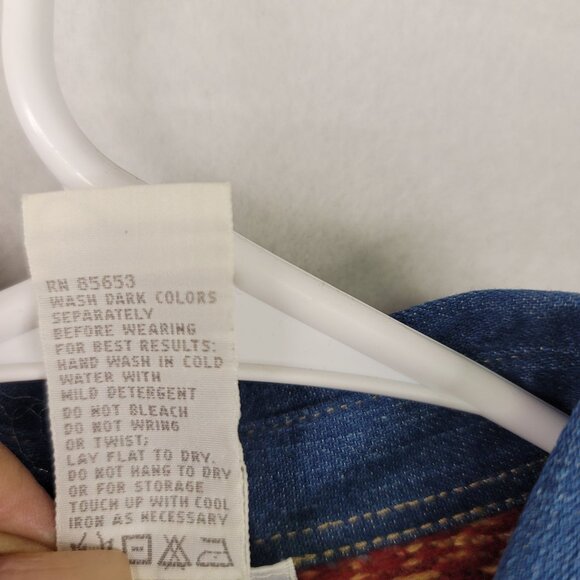 RN 85653
WASH DARK COLORS
SEPARATELY
BEFORE WEARING
FOR BEST RESULTS:
HAND WASH IN COLD
WATER WITH
MILD DETERGENT
DO NOT BLEACH
DO NOT WRING
OR TWIST;
LAY FLAT TO DRY.
DO NOT HANG TO DRY
OR FOR STORAGE
TOUCH UP WITH COOL
IRON AS NECESSARY